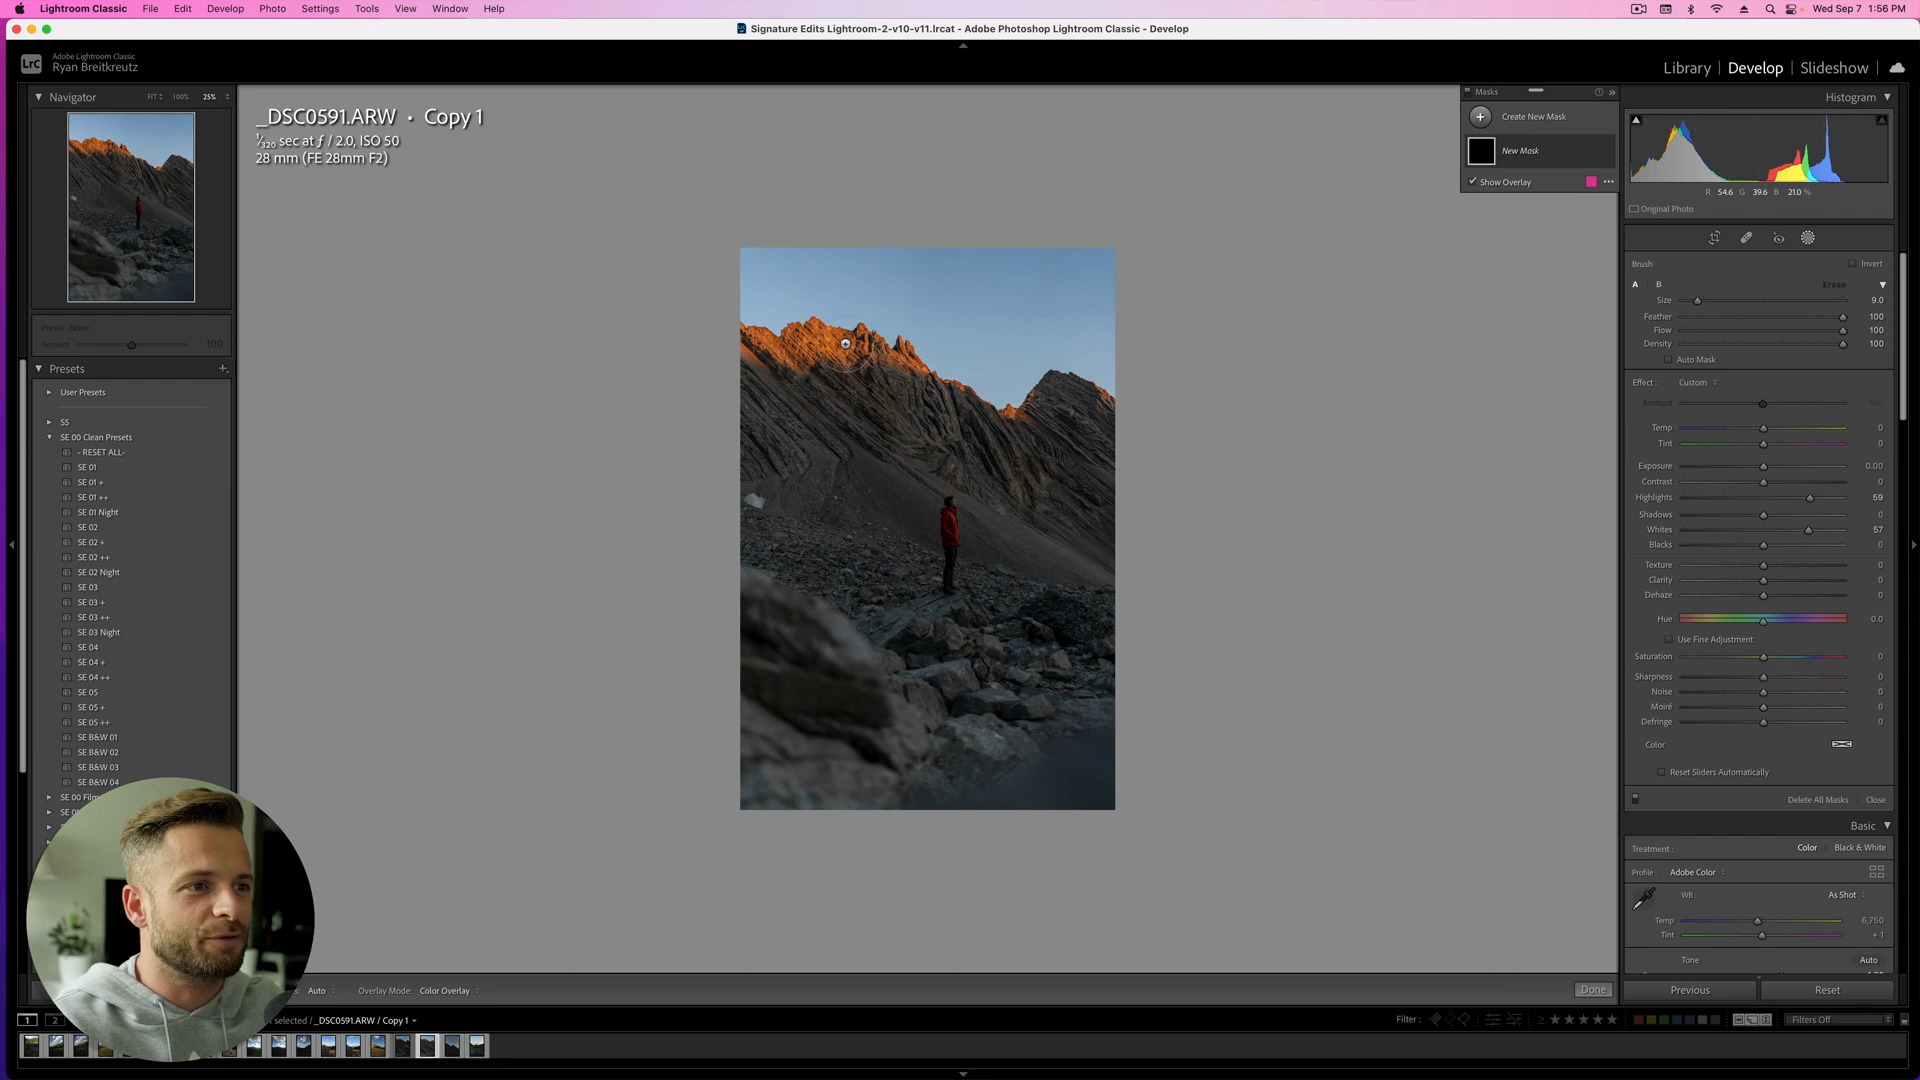 Lightroom Classic File Edit Develop Photo Settings Tools View Window Help Wed Sep 7 1:56 PM
Signature Edits Lightroom-2-v10-v11.lrcat - Adobe Photoshop Lightroom Classic - Develop
LrC Adobe Lightroom Classic
Ryan Breitkreutz
Library | Develop | Slideshow
Navigator FIT 100% 25%
_DSC0591.ARW • Copy 1
1/320 sec at ƒ / 2.0, ISO 50
28 mm (FE 28mm F2)
Preset : None
Amount 100
Presets
User Presets
SS
SE 00 Clean Presets
- RESET ALL-
SE 01
SE 01 +
SE 01 ++
SE 01 Night
SE 02
SE 02 +
SE 02 ++
SE 02 Night
SE 03
SE 03 +
SE 03 ++
SE 03 Night
SE 04
SE 04 +
SE 04 ++
SE 05
SE 05 +
SE 05 ++
SE B&W 01
SE B&W 02
SE B&W 03
SE B&W 04
SE 00
Masks
Create New Mask
New Mask
Show Overlay
Histogram
R 54.6 G 39.6 B 21.0 %
Original Photo
Brush Invert
A B Erase
Size 9.0
Feather 100
Flow 100
Density 100
Auto Mask
Effect : Custom
Amount 100
Temp 0
Tint 0
Exposure 0.00
Contrast 0
Highlights 59
Shadows 0
Whites 57
Blacks 0
Texture 0
Clarity 0
Dehaze 0
Hue 0.0
Use Fine Adjustment
Saturation 0
Sharpness 0
Noise 0
Moiré 0
Defringe 0
Color
Reset Sliders Automatically
Delete All Masks Close
Basic
Treatment : Color Black & White
Profile : Adobe Color
WB : As Shot
Temp 6,750
Tint + 1
Tone Auto
Previous Reset
Auto Overlay Mode: Color Overlay Done
1 2 selected / _DSC0591.ARW / Copy 1 Filter : Filters Off